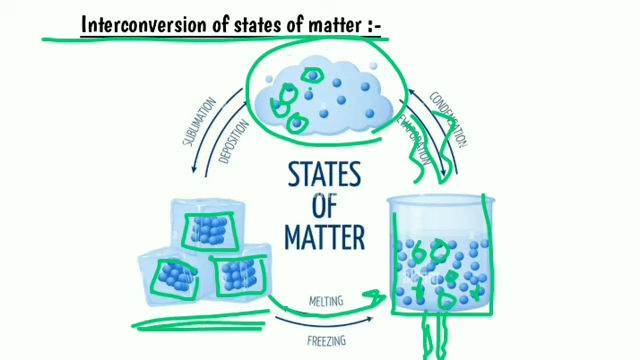 Interconversion of states of matter :-
SUBLIMATION
DEPOSITION
CONDENSATION
EVAPORATION
STATES
OF
MATTER
MELTING
FREEZING